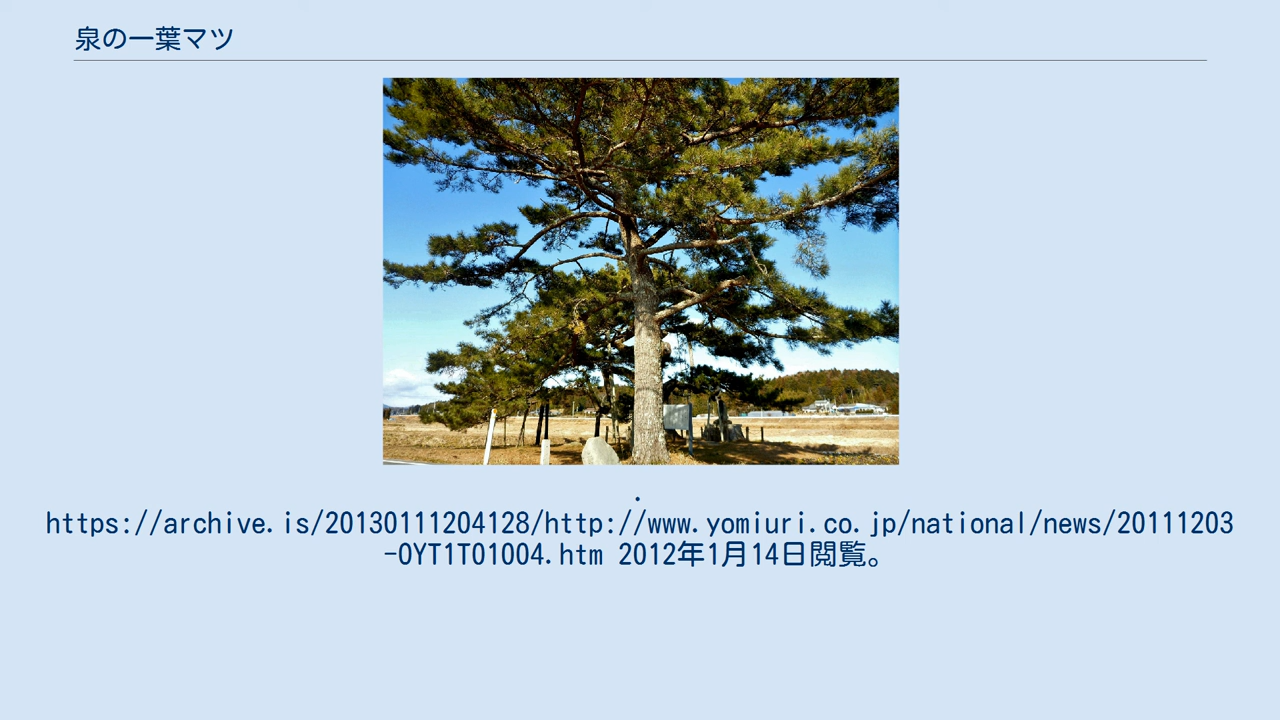 泉の一葉マツ
.
https://archive.is/20130111204128/http://www.yomiuri.co.jp/national/news/20111203
-OYT1T01004.htm 2012年1月14日閲覧。